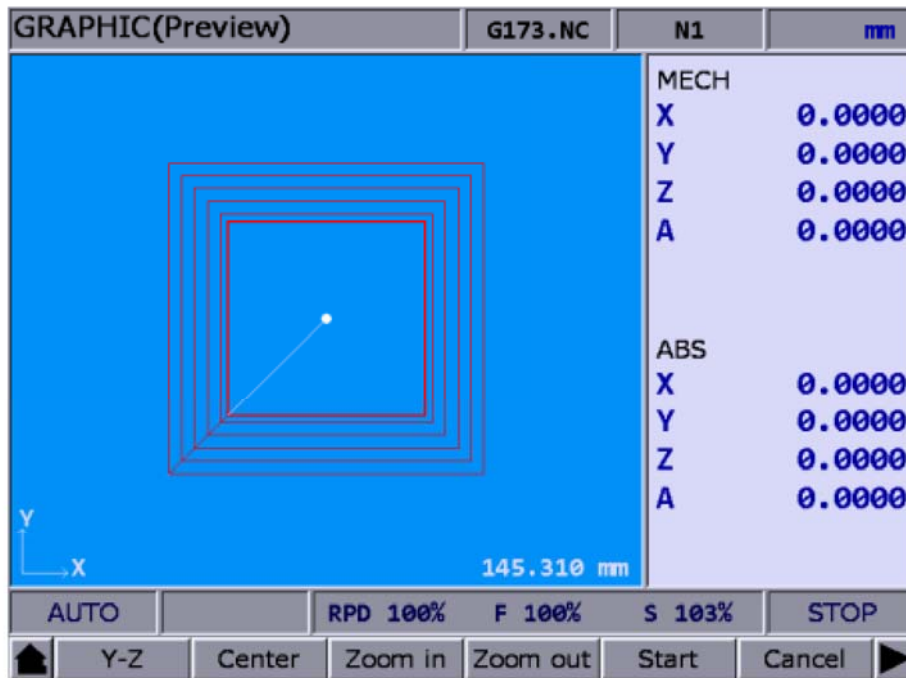 GRAPHIC(Preview) G173.NC N1 mm
MECH
X 0.0000
Y 0.0000
Z 0.0000
A 0.0000
ABS
X 0.0000
Y 0.0000
Z 0.0000
A 0.0000
Y
X
145.310 mm
AUTO RPD 100% F 100% S 103% STOP
Y-Z Center Zoom in Zoom out Start Cancel